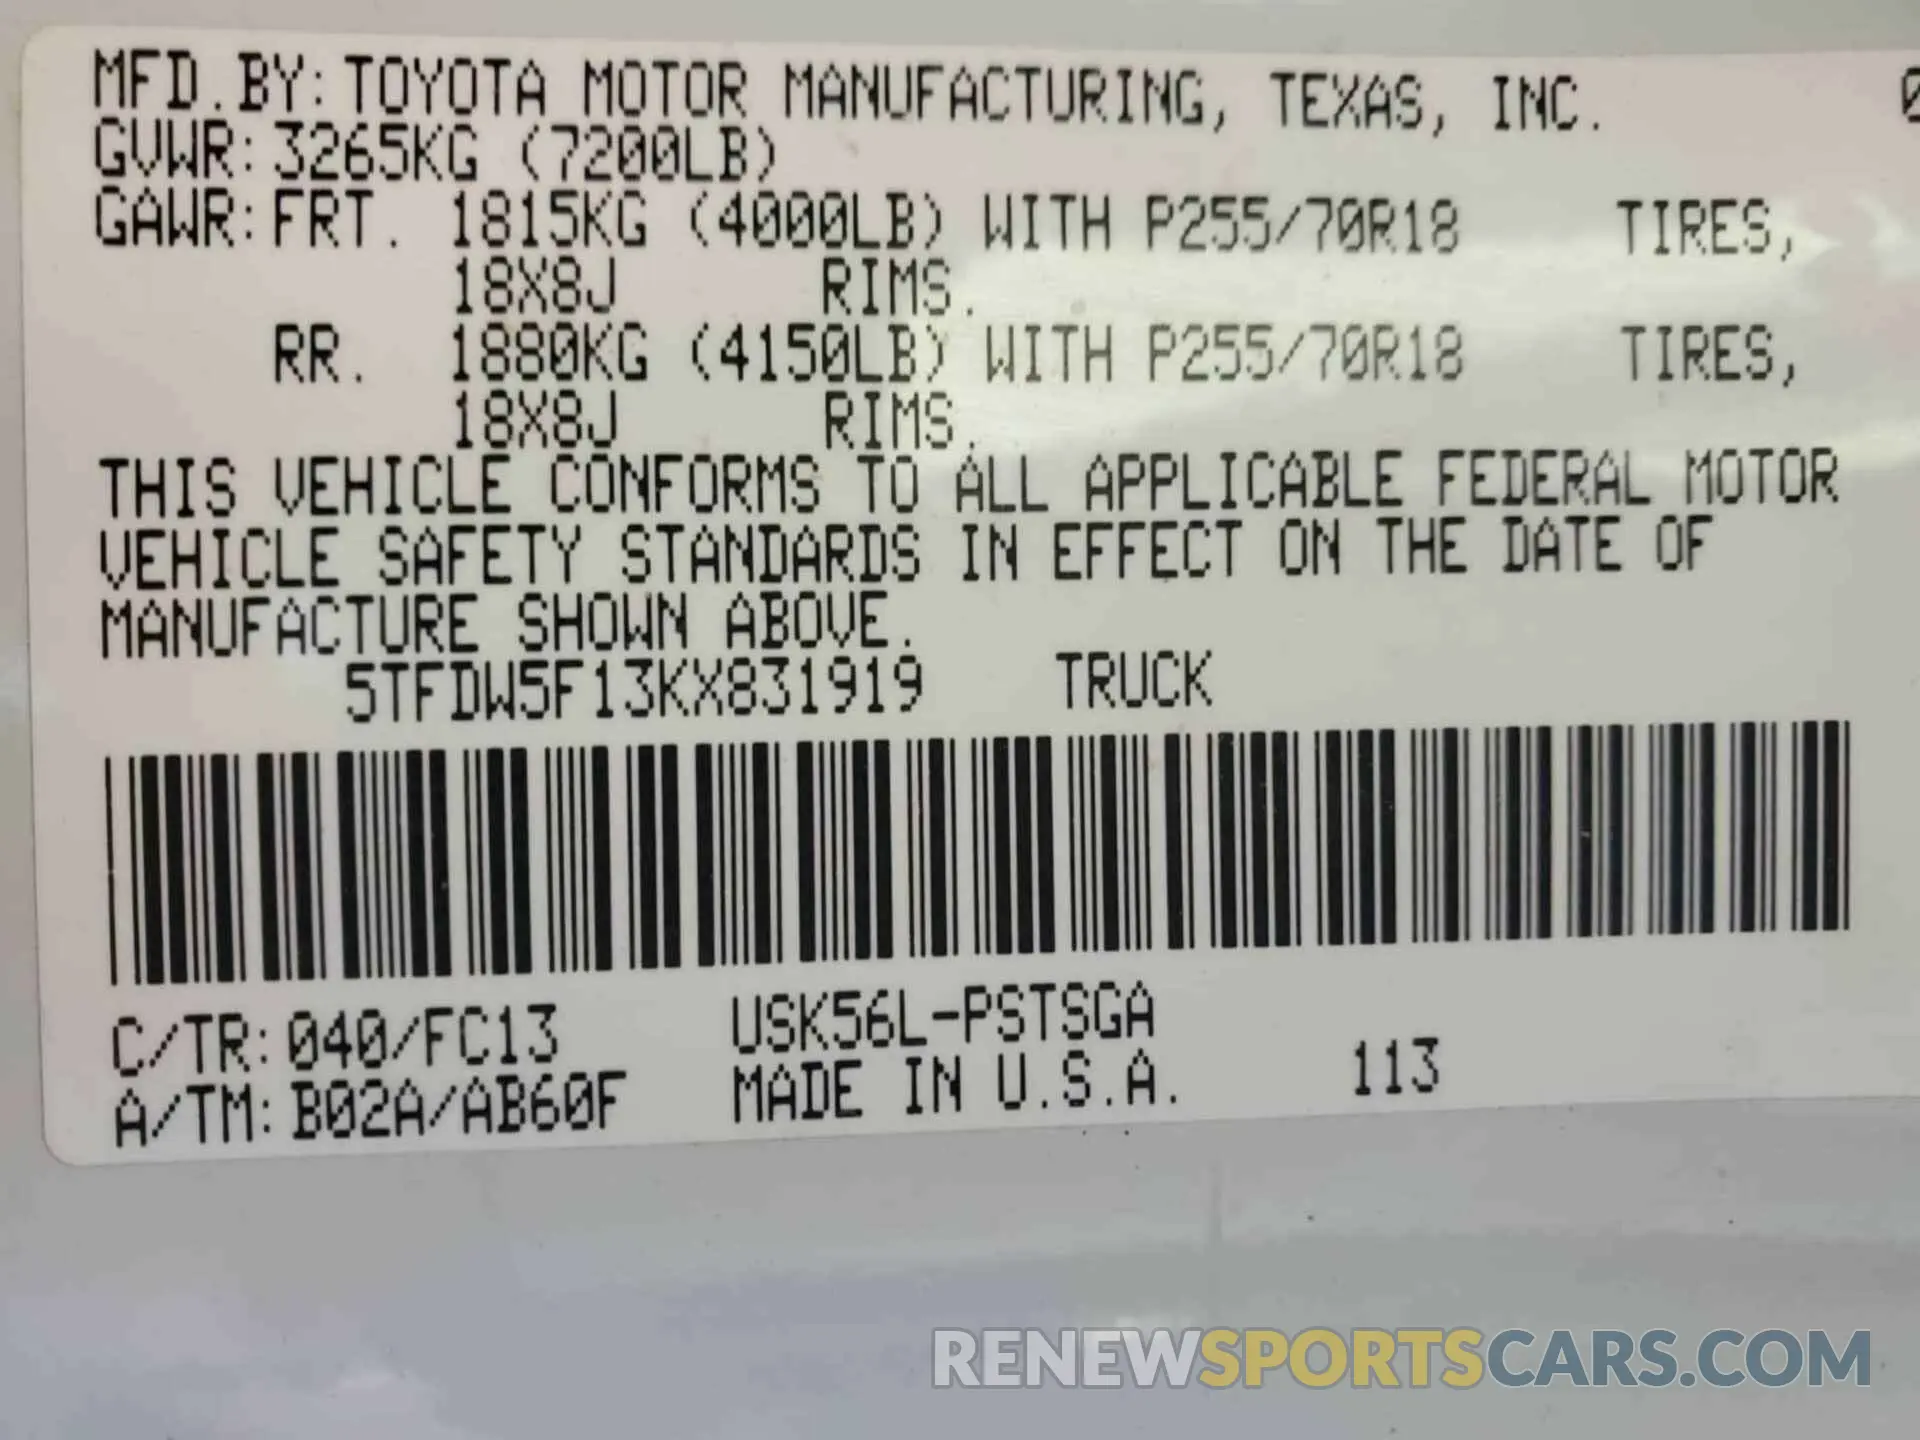 MFD.BY:TOYOTA MOTOR MANUFACTURING, TEXAS, INC. 0
GVWR:3265KG (7200LB)
GAWR:FRT. 1815KG (4000LB) WITH P255/70R18 TIRES,
18X8J RIMS.
RR. 1880KG (4150LB) WITH P255/70R18 TIRES,
18X8J RIMS.
THIS VEHICLE CONFORMS TO ALL APPLICABLE FEDERAL MOTOR
VEHICLE SAFETY STANDARDS IN EFFECT ON THE DATE OF
MANUFACTURE SHOWN ABOVE.
5TFDW5F13KX831919 TRUCK
C/TR:040/FC13 USK56L-PSTSGA
A/TM:B02A/AB60F MADE IN U.S.A. 113
RENEWSPORTSCARS.COM